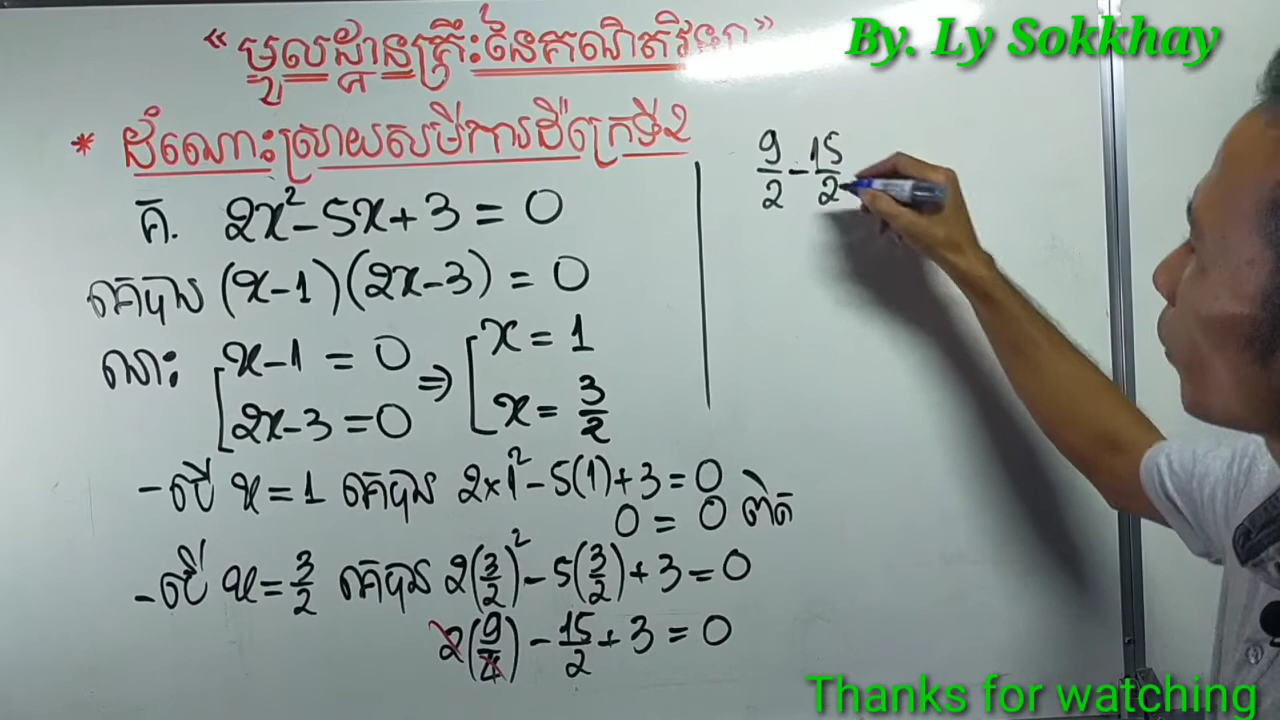 “ មូលដ្ឋានគ្រឹះនៃគណិតវិទ្យា ”
By. Ly Sokkhay
* ដំណោះស្រាយសមីការដឺក្រេទី២
គ. 2x² - 5x + 3 = 0
គេបាន (x-1)(2x-3) = 0
នោះ [x-1 = 0 ⇒ [x = 1
2x-3 = 0 x = 3/2
- បើ x = 1 គេបាន 2×1² - 5(1) + 3 = 0
0 = 0 ពិត
- បើ x = 3/2 គេបាន 2(3/2)² - 5(3/2) + 3 = 0
2(9/4) - 15/2 + 3 = 0
9/2 - 15/2
Thanks for watching